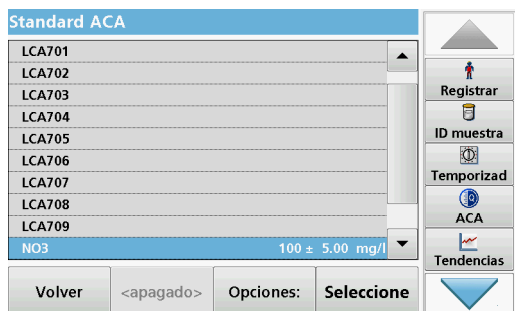 Standard ACA
LCA701
LCA702
LCA703
LCA704
LCA705
LCA706
LCA707
LCA708
LCA709
NO3 100 ± 5.00 mg/l
Volver
<apagado>
Opciones:
Seleccione
Registrar
ID muestra
Temporizad
ACA
Tendencias